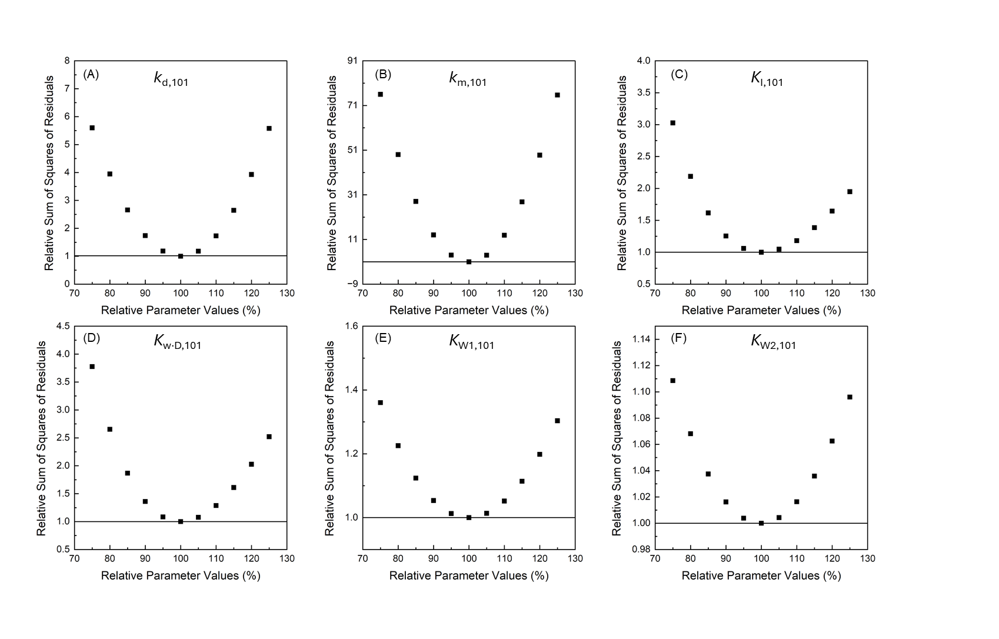 (A) k d,101
Relative Sum of Squares of Residuals
8
7
6
5
4
3
2
1
0
70 80 90 100 110 120 130
Relative Parameter Values (%)
(B) k m,101
Relative Sum of Squares of Residuals
91
71
51
31
11
−9
70 80 90 100 110 120 130
Relative Parameter Values (%)
(C) K I,101
Relative Sum of Squares of Residuals
4.0
3.5
3.0
2.5
2.0
1.5
1.0
0.5
70 80 90 100 110 120 130
Relative Parameter Values (%)
(D) K w·D,101
Relative Sum of Squares of Residuals
4.5
4.0
3.5
3.0
2.5
2.0
1.5
1.0
0.5
70 80 90 100 110 120 130
Relative Parameter Values (%)
(E) K W1,101
Relative Sum of Squares of Residuals
1.6
1.4
1.2
1.0
70 80 90 100 110 120 130
Relative Parameter Values (%)
(F) K W2,101
Relative Sum of Squares of Residuals
1.14
1.12
1.10
1.08
1.06
1.04
1.02
1.00
0.98
70 80 90 100 110 120 130
Relative Parameter Values (%)